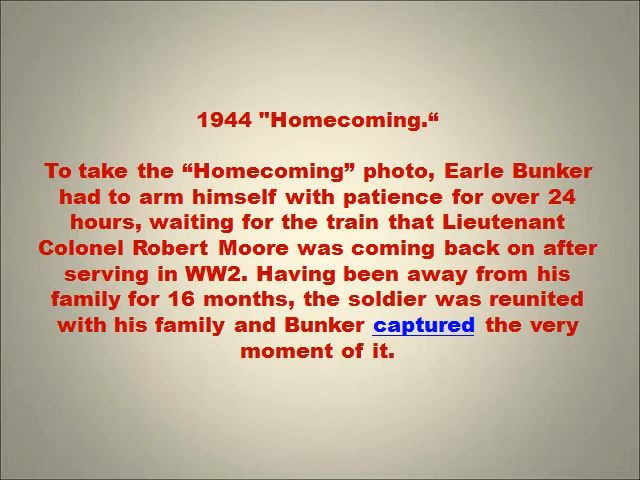 1944 "Homecoming.“
To take the “Homecoming” photo, Earle Bunker
had to arm himself with patience for over 24
hours, waiting for the train that Lieutenant
Colonel Robert Moore was coming back on after
serving in WW2. Having been away from his
family for 16 months, the soldier was reunited
with his family and Bunker captured the very
moment of it.